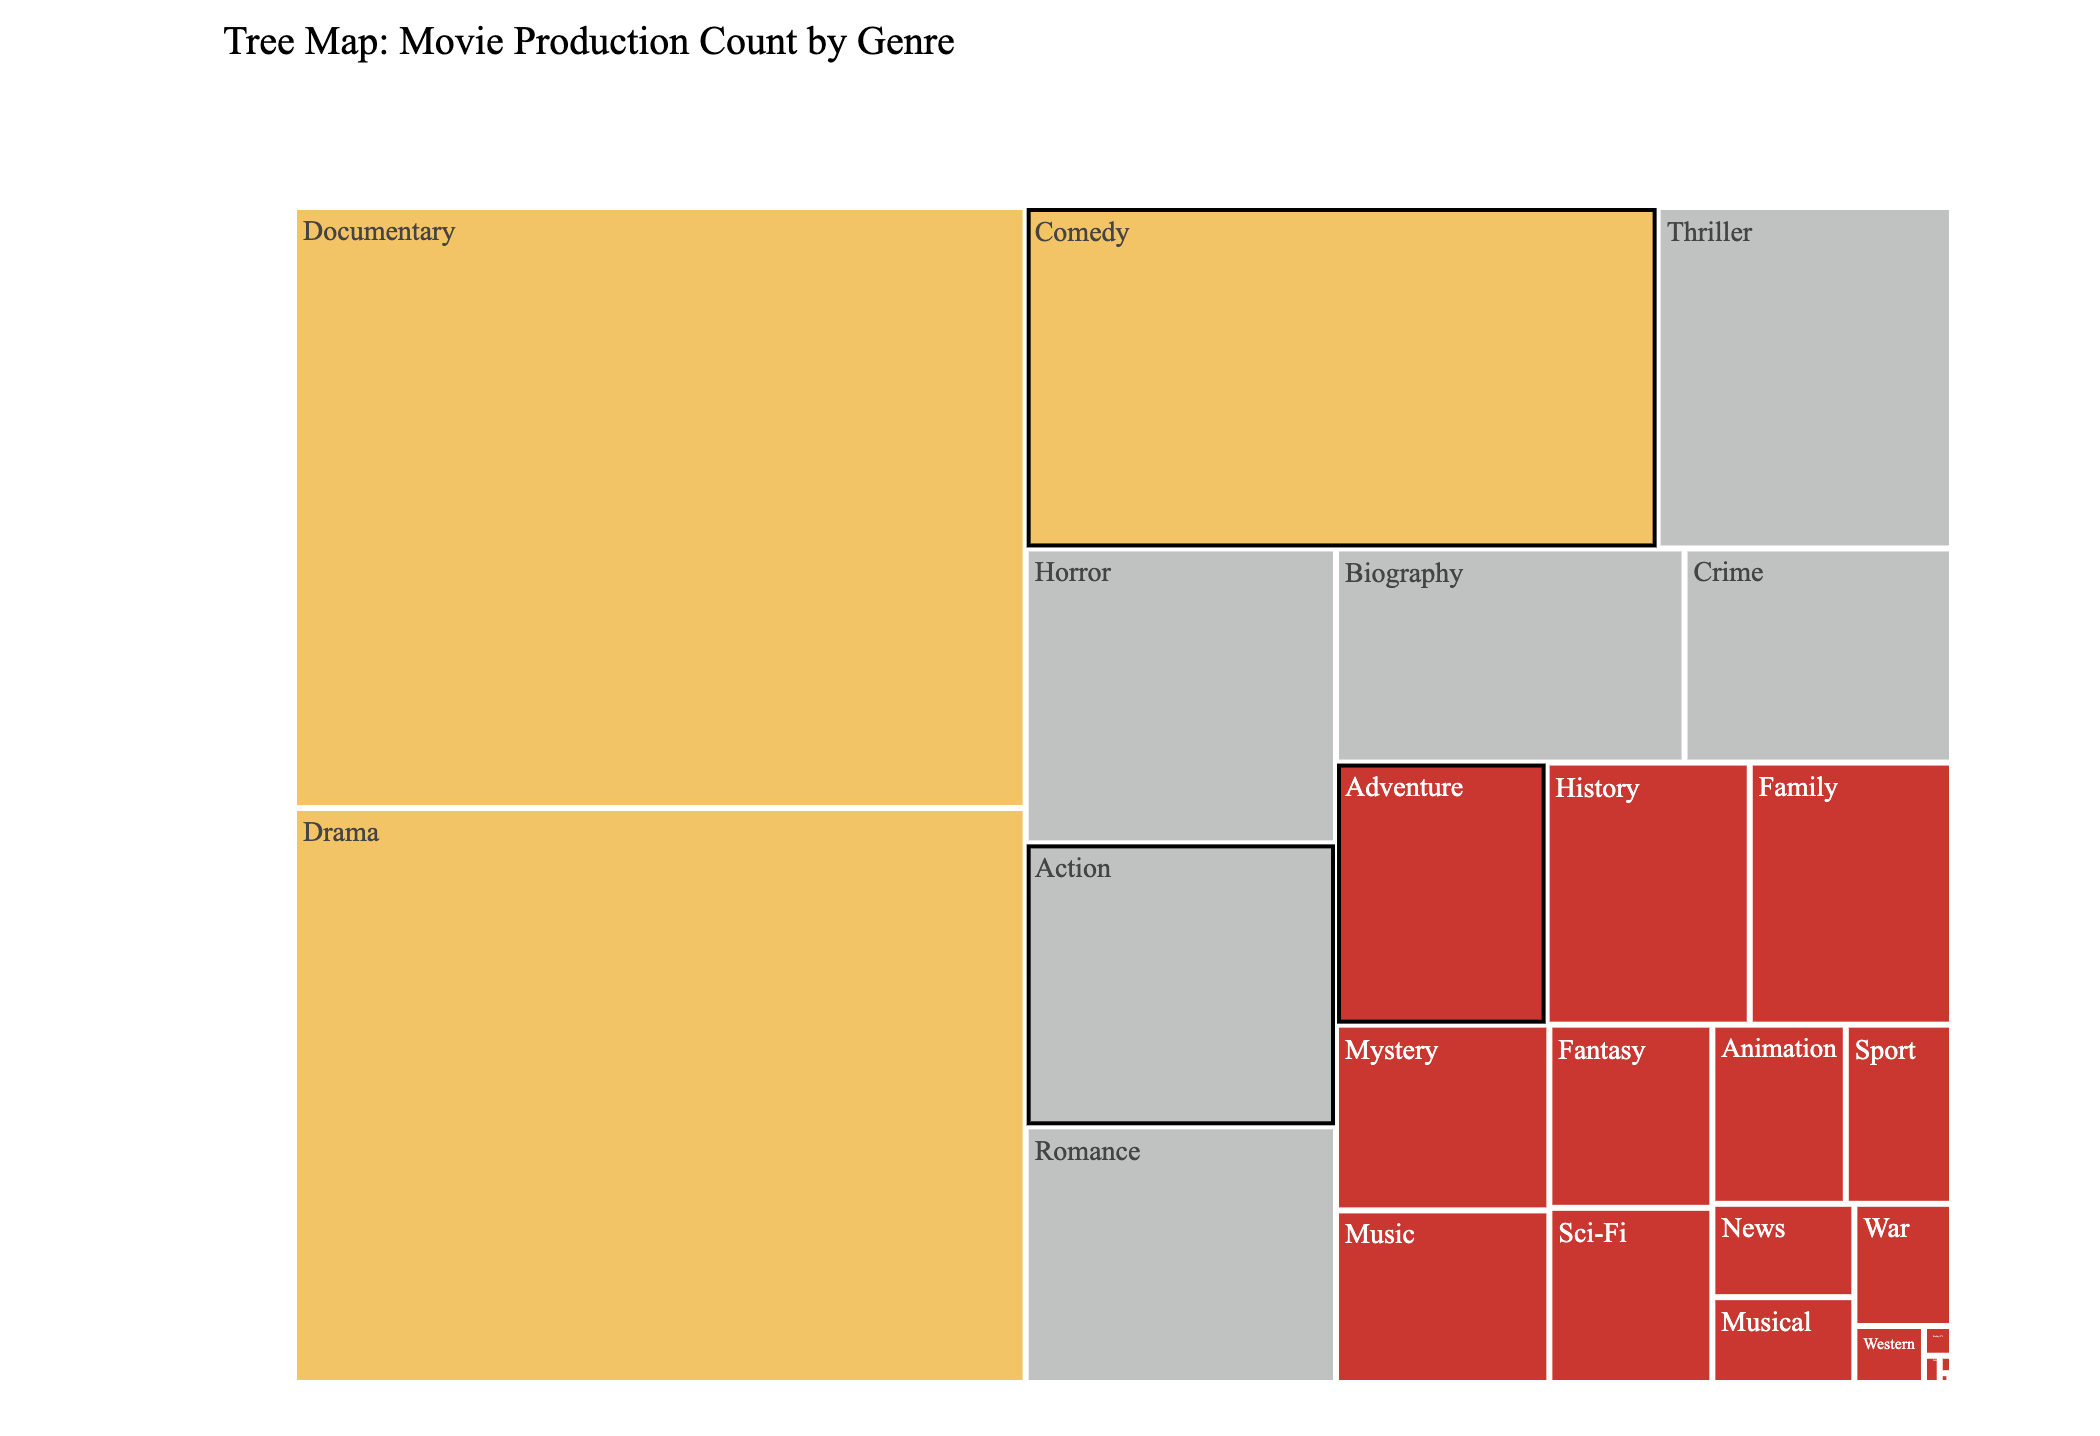 Tree Map: Movie Production Count by Genre
Documentary
Comedy
Thriller
Horror
Biography
Crime
Adventure
History
Family
Drama
Action
Mystery
Fantasy
Animation
Sport
Romance
Music
Sci-Fi
News
War
Musical
Western